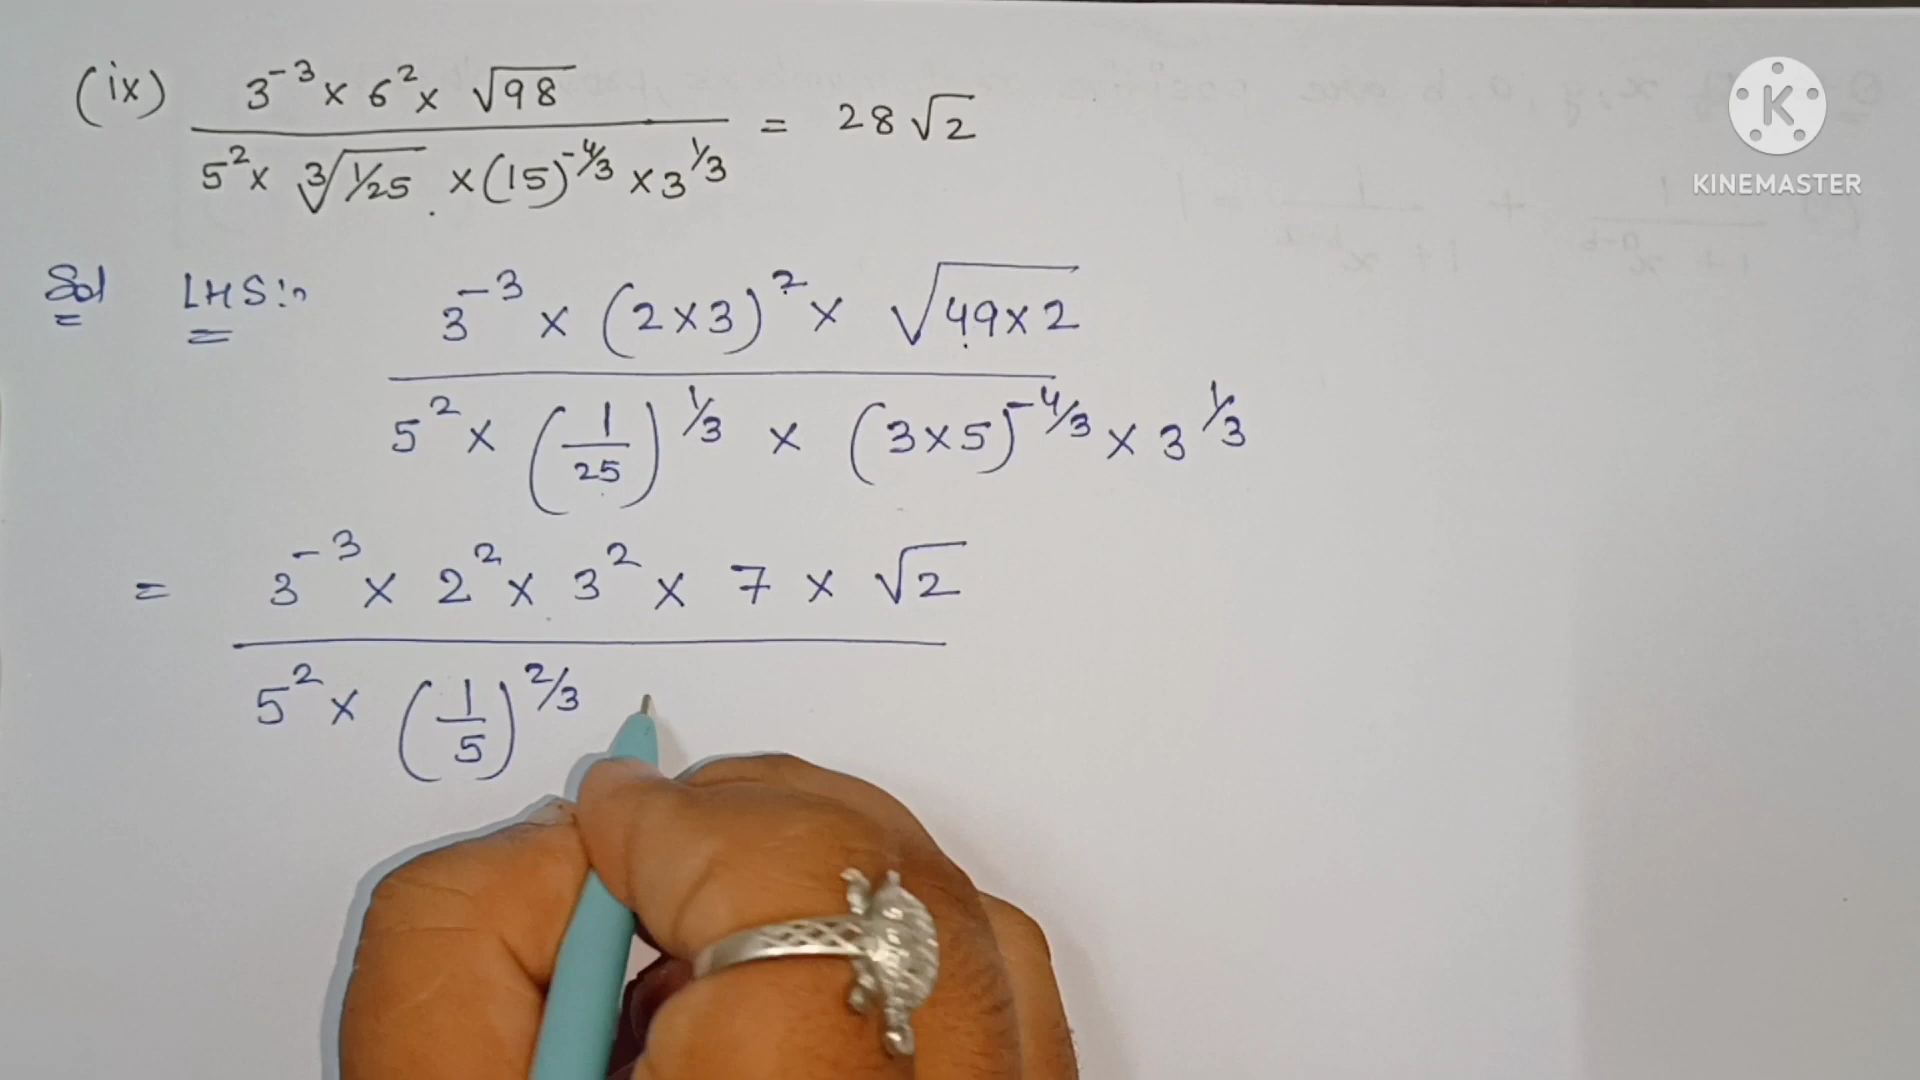 (ix) 3^-3 × 6^2 × √98 = 28√2
5^2 × ∛1/25 × (15)^-4/3 × 3^1/3
KINEMASTER
Sol LHS:- 3^-3 × (2×3)^2 × √49×2
5^2 × (1/25)^1/3 × (3×5)^-4/3 × 3^1/3
= 3^-3 × 2^2 × 3^2 × 7 × √2
5^2 × (1/5)^2/3